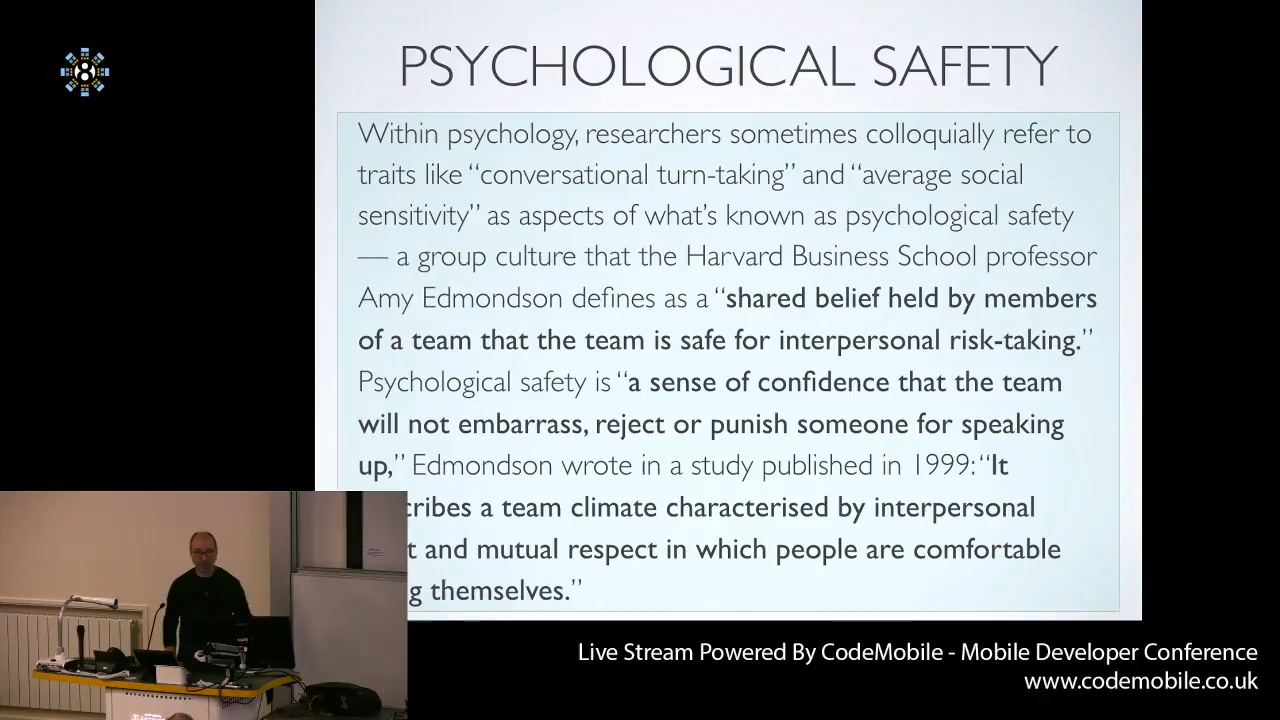 PSYCHOLOGICAL SAFETY
Within psychology, researchers sometimes colloquially refer to
traits like “conversational turn-taking” and “average social
sensitivity” as aspects of what’s known as psychological safety
— a group culture that the Harvard Business School professor
Amy Edmondson defines as a “shared belief held by members
of a team that the team is safe for interpersonal risk-taking.”
Psychological safety is “a sense of confidence that the team
will not embarrass, reject or punish someone for speaking
up,” Edmondson wrote in a study published in 1999: “It
cribes a team climate characterised by interpersonal
t and mutual respect in which people are comfortable
g themselves.”
Live Stream Powered By CodeMobile - Mobile Developer Conference
www.codemobile.co.uk